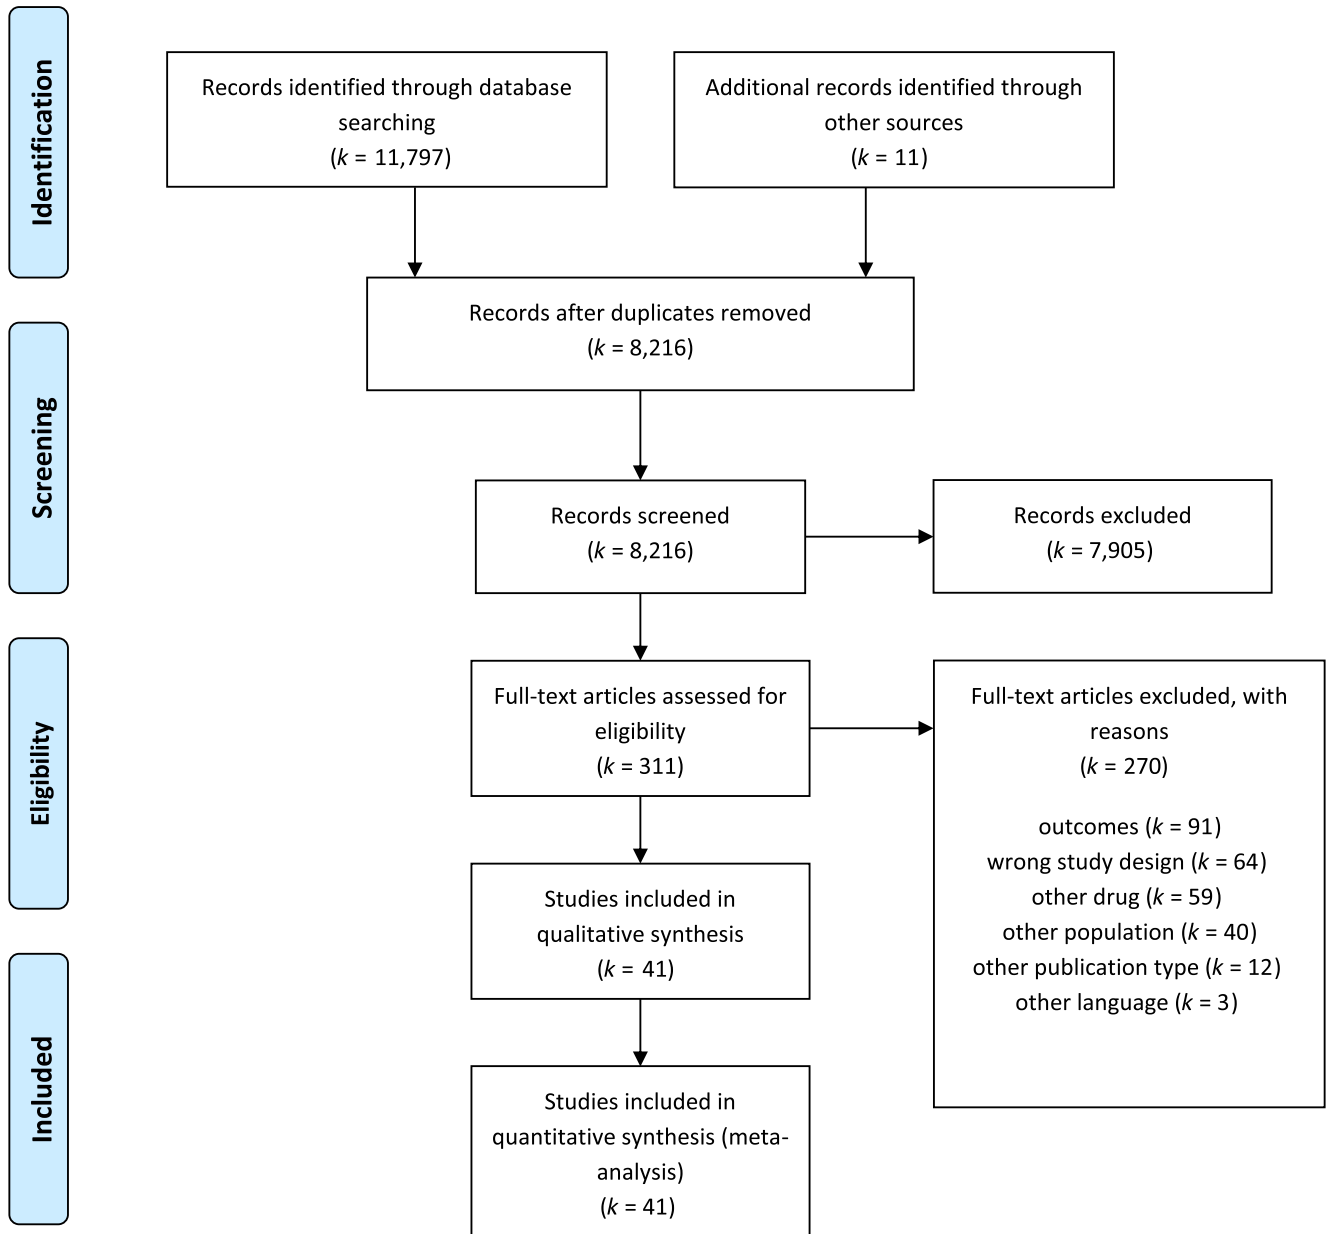 Identification
Records identified through database
searching
(k = 11,797)
Additional records identified through
other sources
(k = 11)
Records after duplicates removed
(k = 8,216)
Screening
Records screened
(k = 8,216)
Records excluded
(k = 7,905)
Eligibility
Full-text articles assessed for
eligibility
(k = 311)
Full-text articles excluded, with
reasons
(k = 270)
outcomes (k = 91)
wrong study design (k = 64)
other drug (k = 59)
other population (k = 40)
other publication type (k = 12)
other language (k = 3)
Studies included in
qualitative synthesis
(k = 41)
Included
Studies included in
quantitative synthesis (meta-
analysis)
(k = 41)